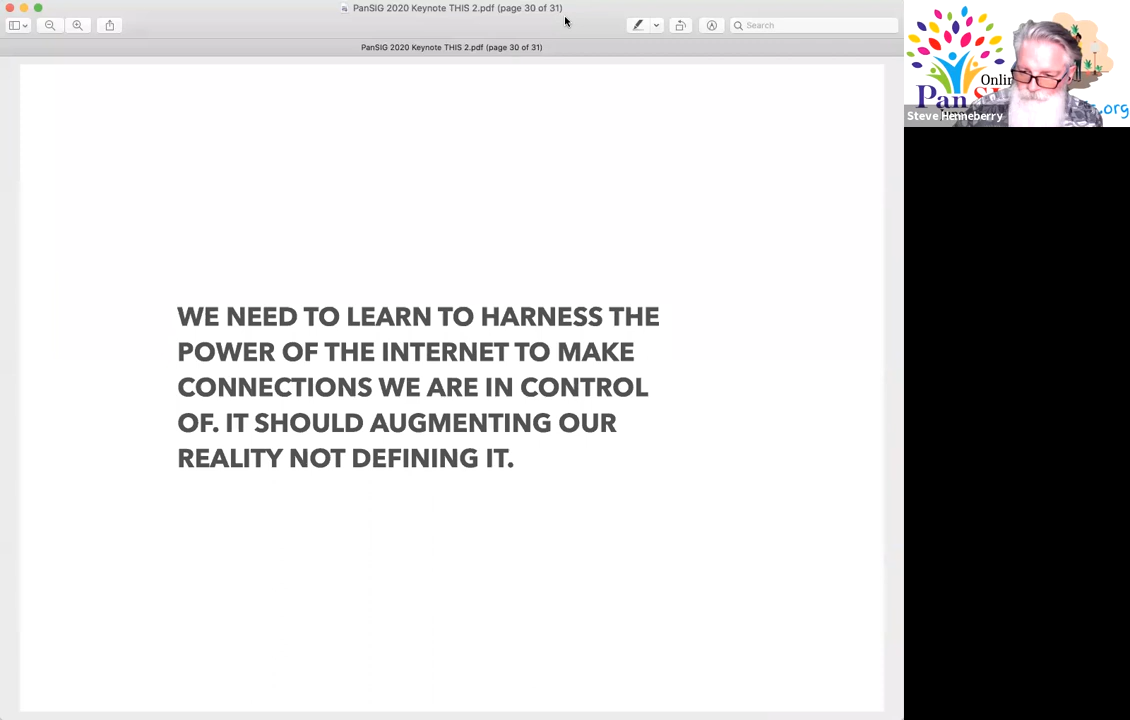 PanSIG 2020 Keynote THIS 2.pdf (page 30 of 31)
Search
PanSIG 2020 Keynote THIS 2.pdf (page 30 of 31)
WE NEED TO LEARN TO HARNESS THE
POWER OF THE INTERNET TO MAKE
CONNECTIONS WE ARE IN CONTROL
OF. IT SHOULD AUGMENTING OUR
REALITY NOT DEFINING IT.
Pan
.org
Steve Henneberry